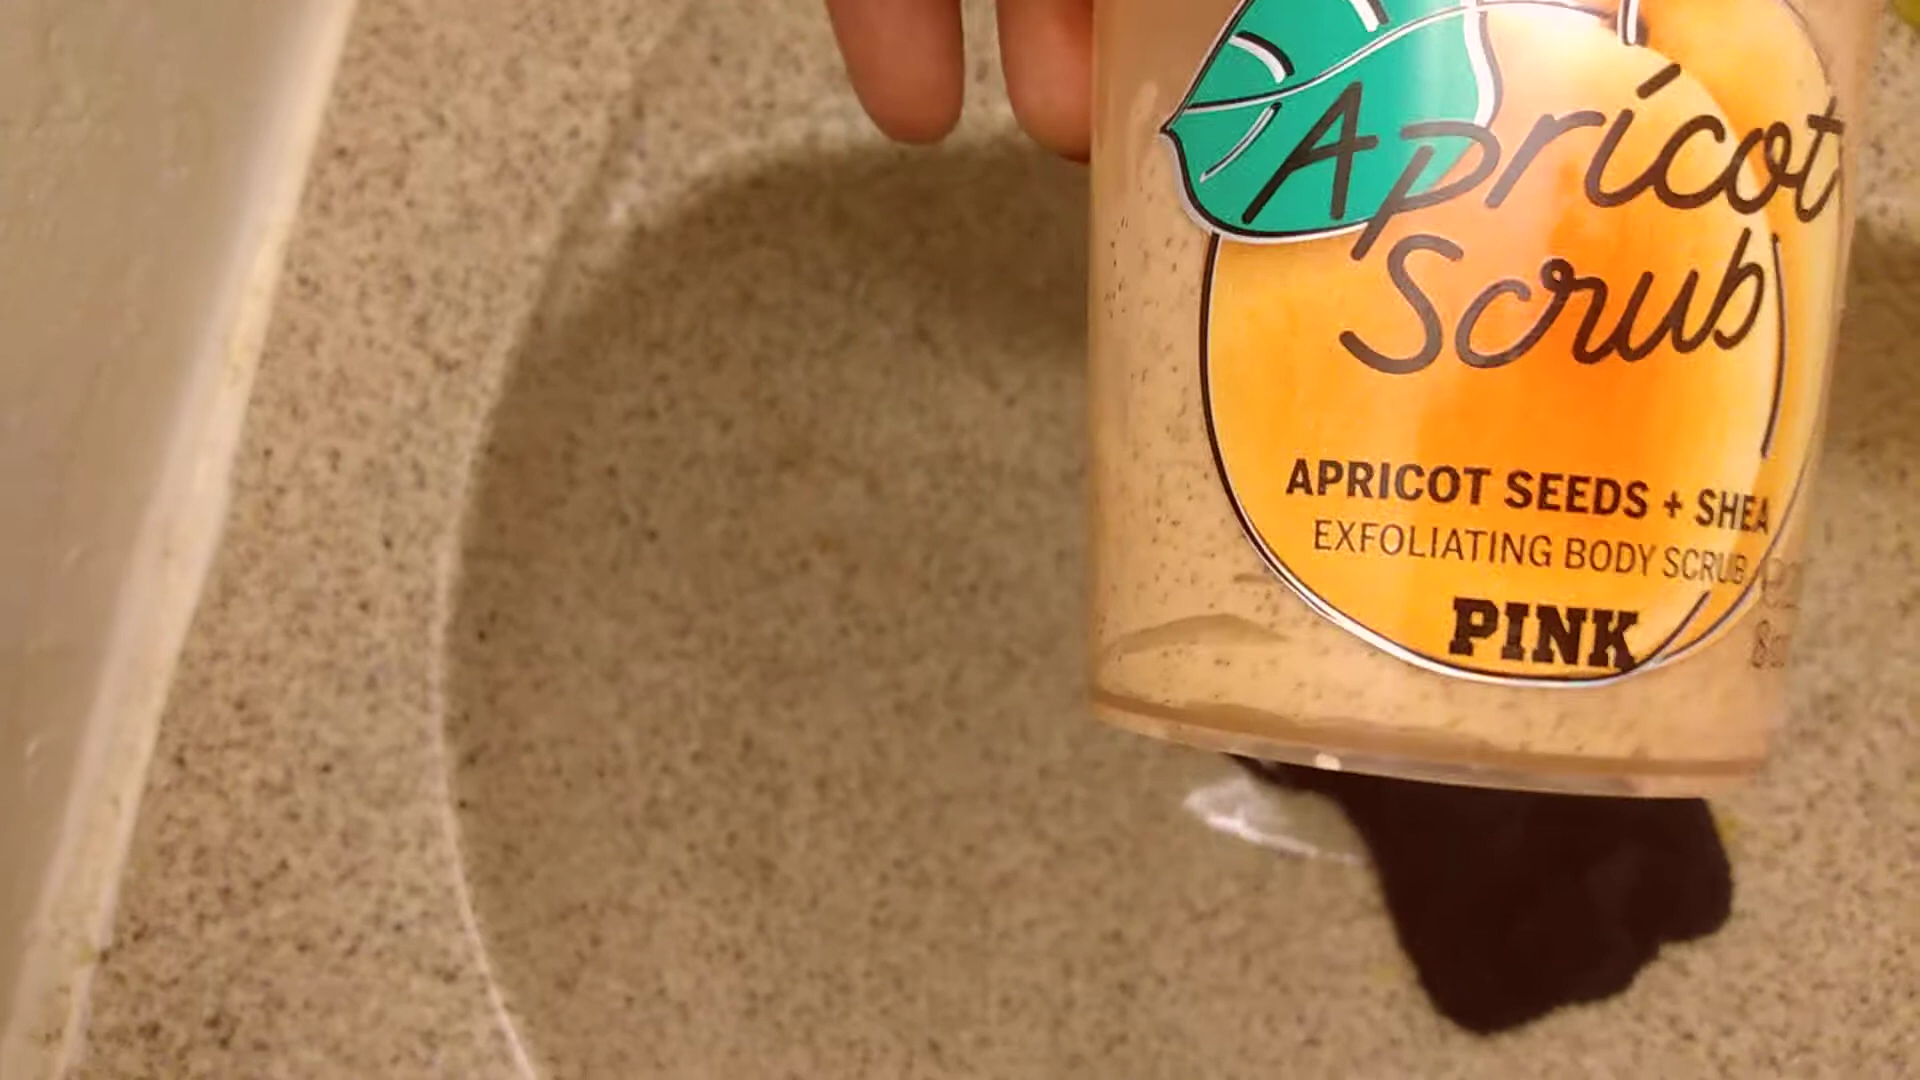 Apricot
Scrub
APRICOT SEEDS + SHEA
EXFOLIATING BODY SCRUB
PINK